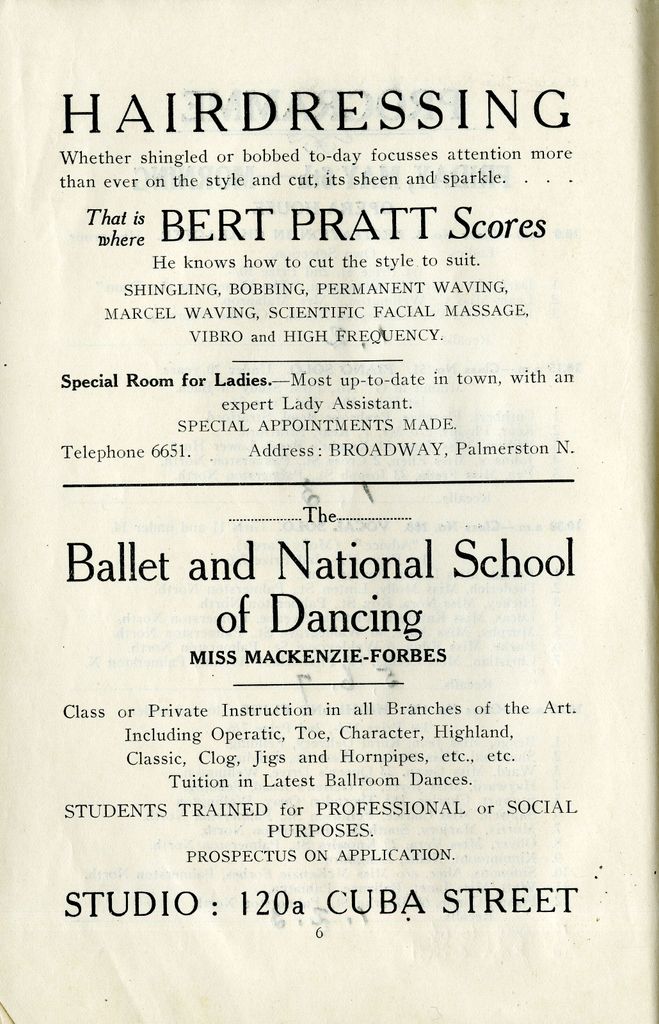 HAIRDRESSING
Whether shingled or bobbed to-day focusses attention more
than ever on the style and cut, its sheen and sparkle. . . .
That is
where BERT PRATT Scores
He knows how to cut the style to suit.
SHINGLING, BOBBING, PERMANENT WAVING,
MARCEL WAVING, SCIENTIFIC FACIAL MASSAGE,
VIBRO and HIGH FREQUENCY.
Special Room for Ladies.—Most up-to-date in town, with an
expert Lady Assistant.
SPECIAL APPOINTMENTS MADE.
Telephone 6651. Address: BROADWAY, Palmerston N.
The
Ballet and National School
of Dancing
MISS MACKENZIE-FORBES
Class or Private Instruction in all Branches of the Art.
Including Operatic, Toe, Character, Highland,
Classic, Clog, Jigs and Hornpipes, etc., etc.
Tuition in Latest Ballroom Dances.
STUDENTS TRAINED for PROFESSIONAL or SOCIAL
PURPOSES.
PROSPECTUS ON APPLICATION.
STUDIO : 120a CUBA STREET
6